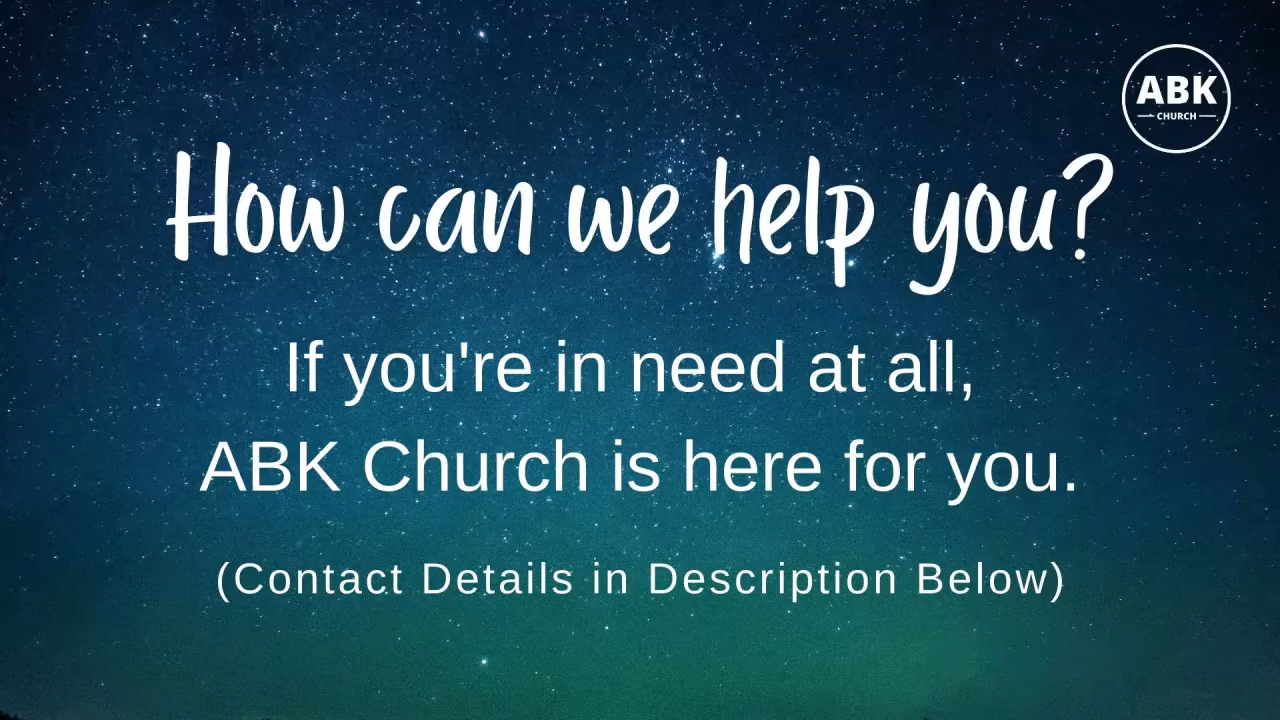 ABK
CHURCH
How can we help you?
If you're in need at all,
ABK Church is here for you.
(Contact Details in Description Below)